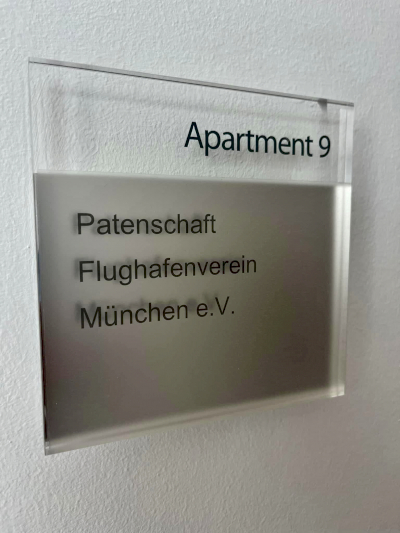 Apartment 9
Patenschaft
Flughafenverein
München e.V.